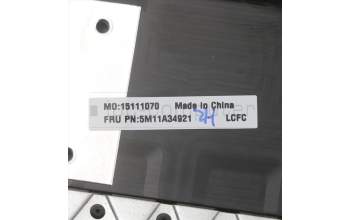 MO:15111070 Made in China
FRU PN:5M11A34921 LCFC